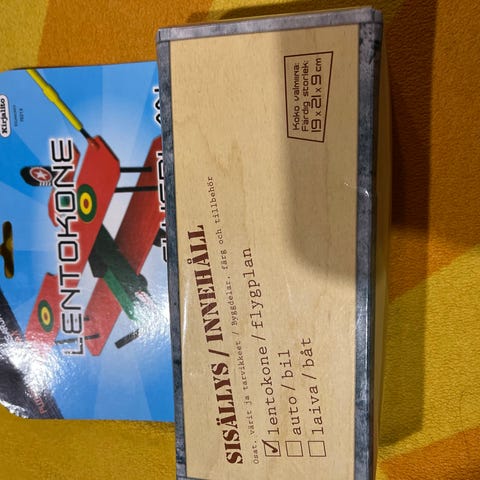 SISÄLLYS / INNEHÅLL
Osat, värit ja tarvikkeet / Byggdelar, färg och tillbehör
lentokone / flygplan
auto / bil
laiva / båt
Koko valmiina:
Färdig storlek:
19 x 21 x 9 cm
Kirjalito
LENTOKONE